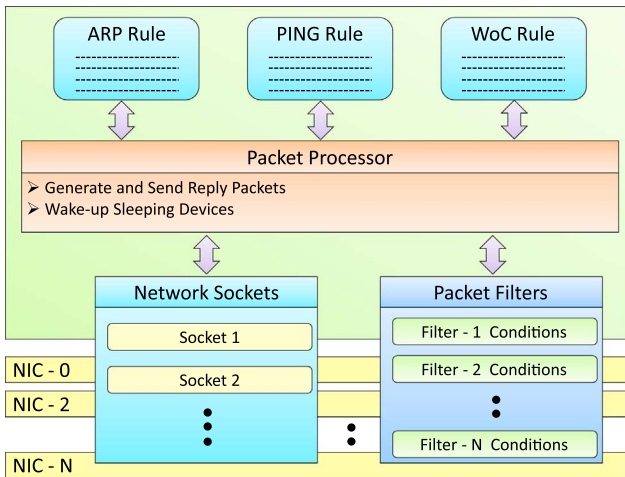 ARP Rule
PING Rule
WoC Rule
Packet Processor
➢ Generate and Send Reply Packets
➢ Wake-up Sleeping Devices
Network Sockets
Packet Filters
Socket 1
Filter - 1 Conditions
NIC - 0
Socket 2
Filter - 2 Conditions
NIC - 2
Filter - N Conditions
NIC - N